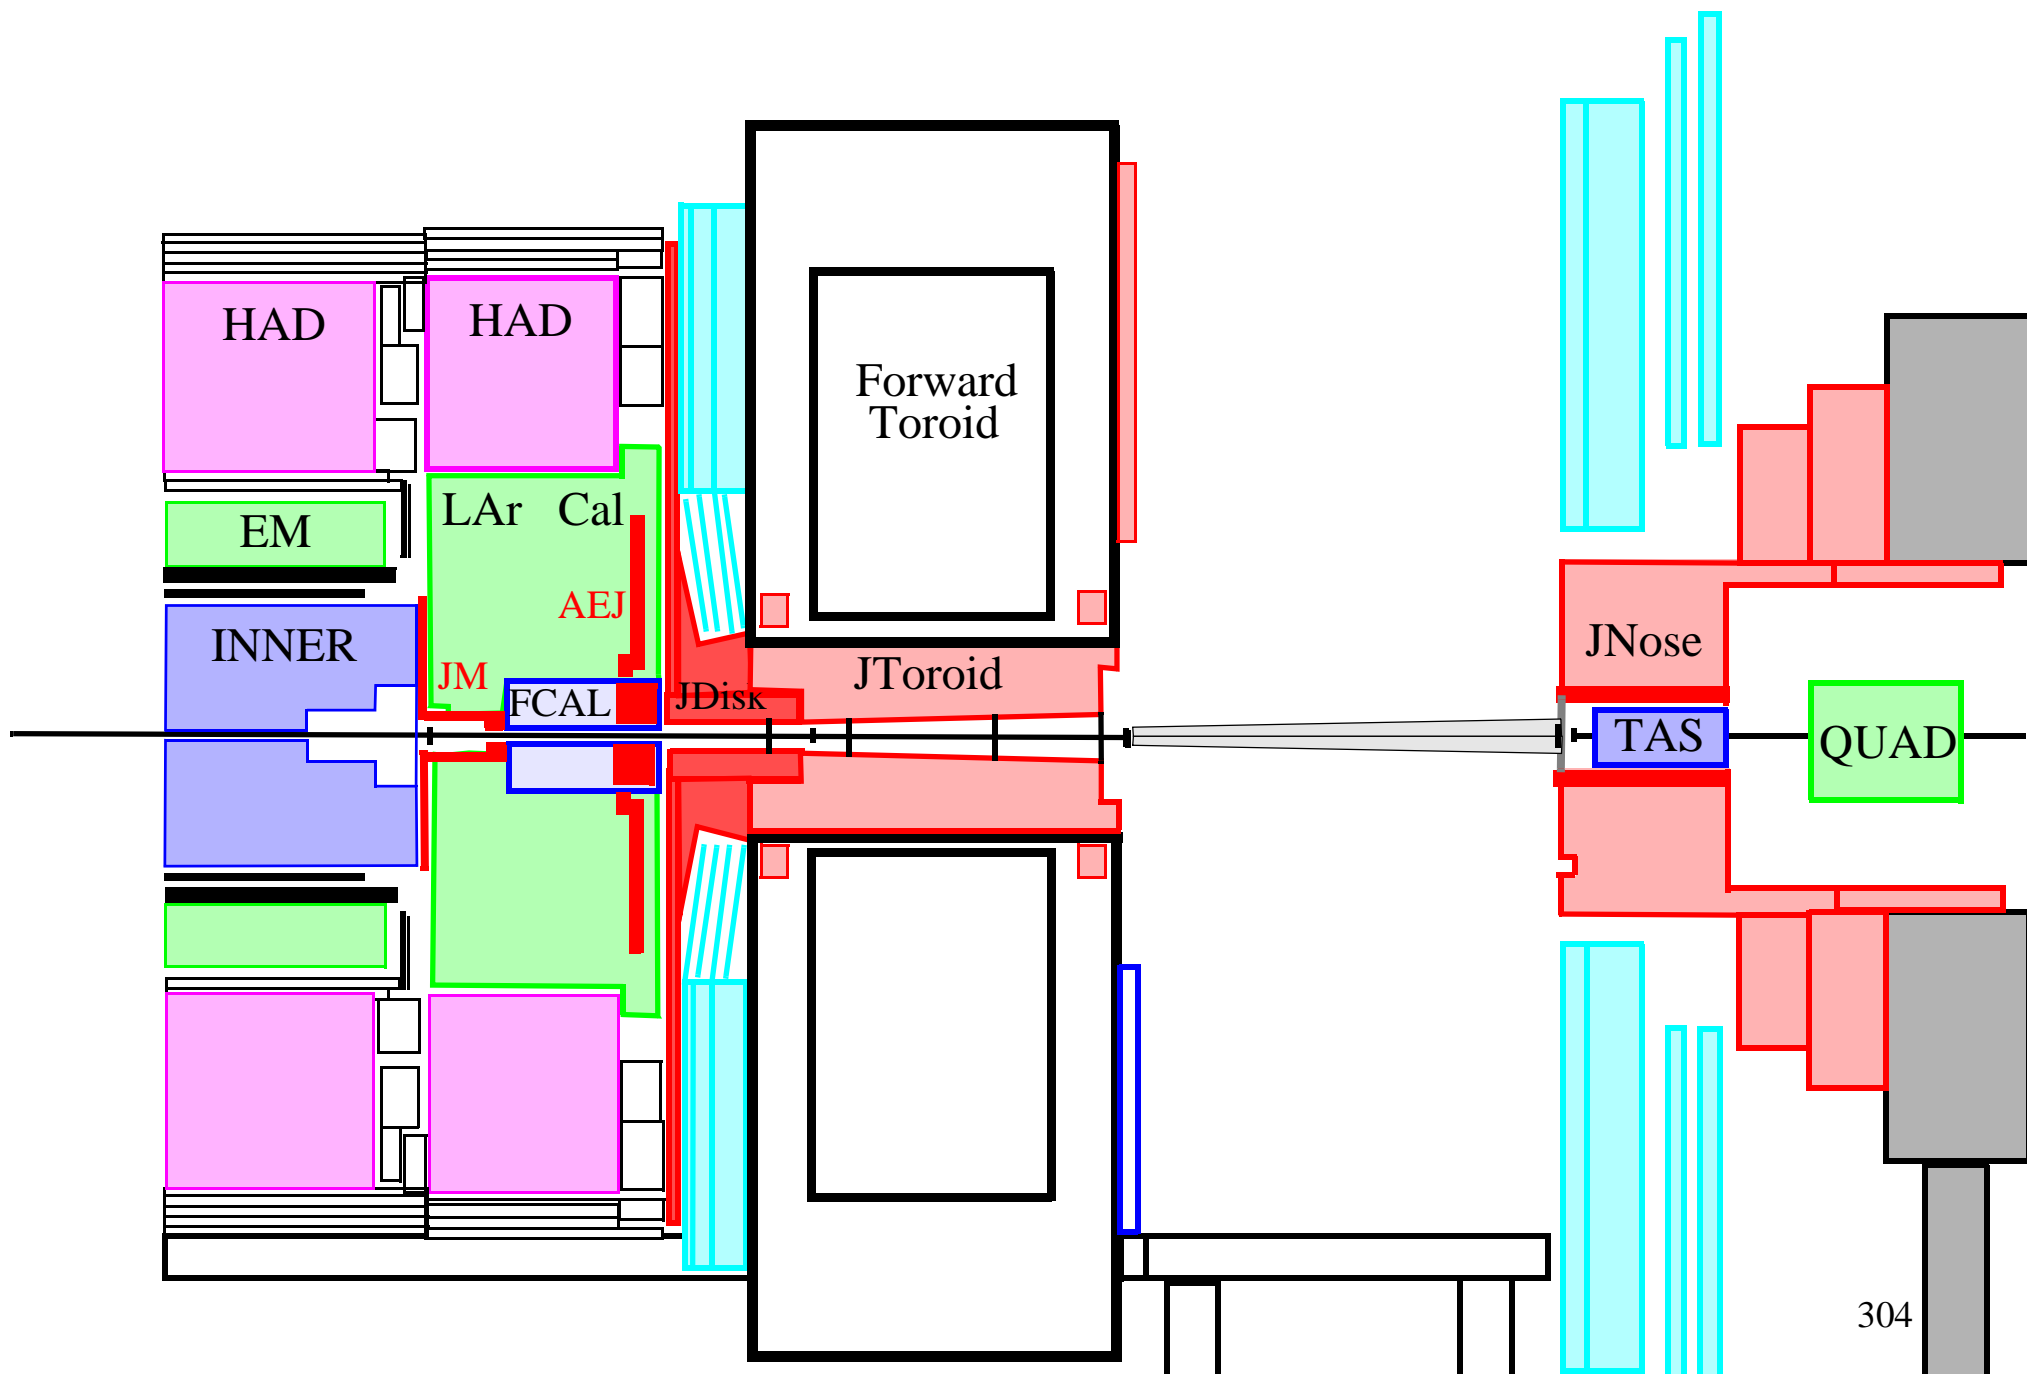 HAD
HAD
Forward
Toroid
LAr Cal
EM
AEJ
INNER
JNose
JM
JToroid
FCAL
JDisk
TAS
QUAD
304